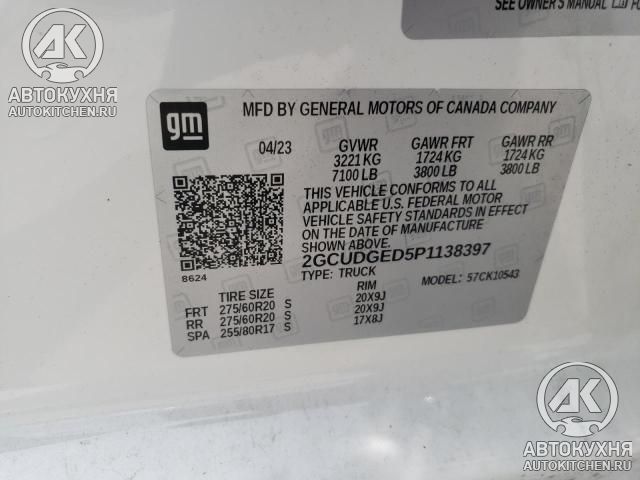 SEE OWNER'S MANUAL
АВТОКУХНЯ
AUTOKITCHEN.RU
gm
MFD BY GENERAL MOTORS OF CANADA COMPANY
04/23 GVWR GAWR FRT GAWR RR
3221 KG 1724 KG 1724 KG
7100 LB 3800 LB 3800 LB
THIS VEHICLE CONFORMS TO ALL
APPLICABLE U.S. FEDERAL MOTOR
VEHICLE SAFETY STANDARDS IN EFFECT
ON THE DATE OF MANUFACTURE
SHOWN ABOVE.
2GCUDGED5P1138397
8624
TYPE: TRUCK MODEL: 57CK10543
TIRE SIZE RIM
FRT 275/60R20 S 20X9J
RR 275/60R20 S 20X9J
SPA 255/80R17 S 17X8J
АВТОКУХНЯ
AUTOKITCHEN.RU